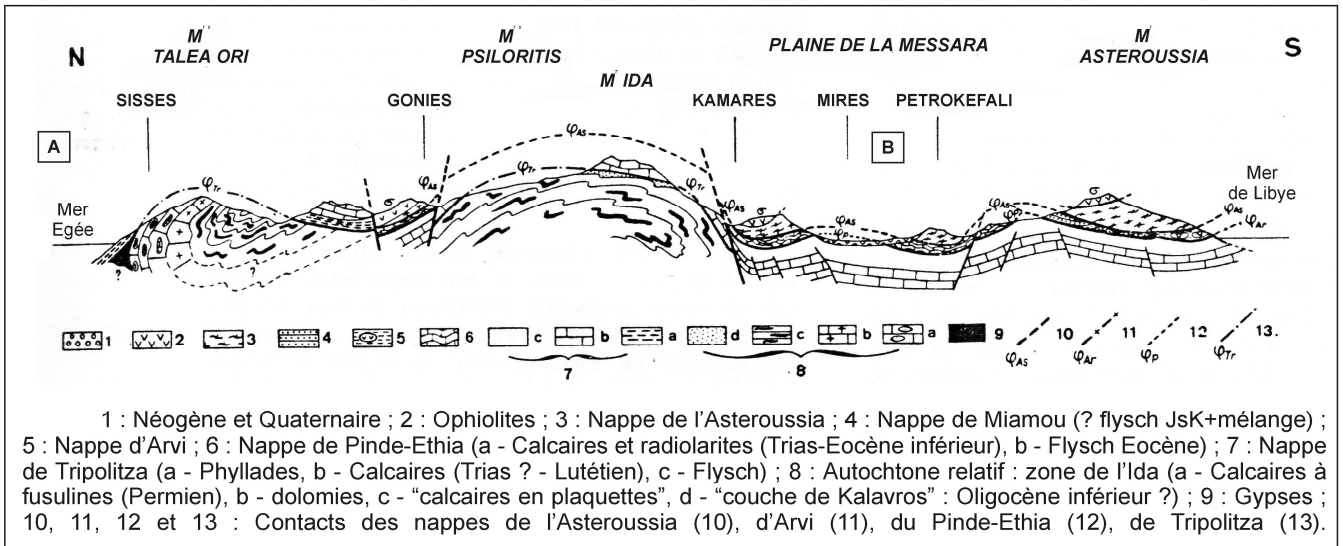 N
Mts
TALEA ORI
Mts
PSILORITIS
Mt IDA
PLAINE DE LA MESSARA
Mt
ASTEROUSSIA
S
SISSES
GONIES
KAMARES
MIRES
PETROKEFALI
A
B
Mer
Egée
Mer
de Libye
φTr
φAs
φAs
φTr
φTr
φAs
σ
φAs
φP
φP
σ
φAs
φAr
?
?
1 2 3 4 5 6 c b a d c b a 9 10 11 12 13.
φAs φAr φP φTr
7 8
1 : Néogène et Quaternaire ; 2 : Ophiolites ; 3 : Nappe de l'Asteroussia ; 4 : Nappe de Miamou (? flysch JsK+mélange) ;
5 : Nappe d'Arvi ; 6 : Nappe de Pinde-Ethia (a - Calcaires et radiolarites (Trias-Eocène inférieur), b - Flysch Eocène) ; 7 : Nappe
de Tripolitza (a - Phyllades, b - Calcaires (Trias ? - Lutétien), c - Flysch) ; 8 : Autochtone relatif : zone de l'Ida (a - Calcaires à
fusulines (Permien), b - dolomies, c - “calcaires en plaquettes”, d - “couche de Kalavros” : Oligocène inférieur ?) ; 9 : Gypses ;
10, 11, 12 et 13 : Contacts des nappes de l'Asteroussia (10), d'Arvi (11), du Pinde-Ethia (12), de Tripolitza (13).